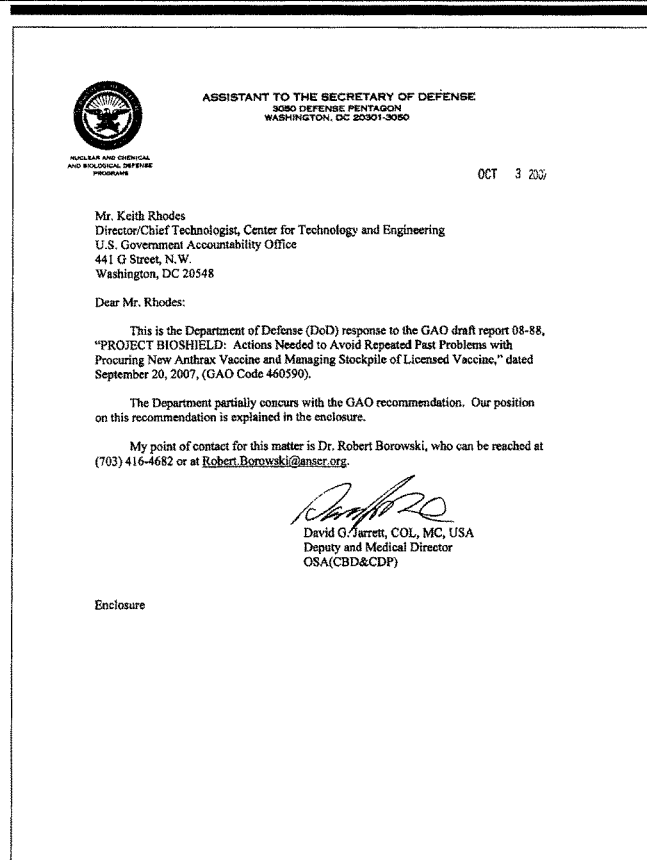 ASSISTANT TO THE SECRETARY OF DEFENSE
3050 DEFENSE PENTAGON
WASHINGTON, DC 20301-3050
NUCLEAR AND CHEMICAL
AND BIOLOGICAL DEFENSE
PROGRAMS
OCT 3 2007
Mr. Keith Rhodes
Director/Chief Technologist, Center for Technology and Engineering
U.S. Government Accountability Office
441 G Street, N.W.
Washington, DC 20548
Dear Mr. Rhodes:
This is the Department of Defense (DoD) response to the GAO draft report 08-88,
“PROJECT BIOSHIELD: Actions Needed to Avoid Repeated Past Problems with
Procuring New Anthrax Vaccine and Managing Stockpile of Licensed Vaccine,” dated
September 20, 2007, (GAO Code 460590).
The Department partially concurs with the GAO recommendation. Our position
on this recommendation is explained in the enclosure.
My point of contact for this matter is Dr. Robert Borowski, who can be reached at
(703) 416-4682 or at Robert.Borowski@anser.org.
David G. Jarrett, COL, MC, USA
Deputy and Medical Director
OSA(CBD&CDP)
Enclosure